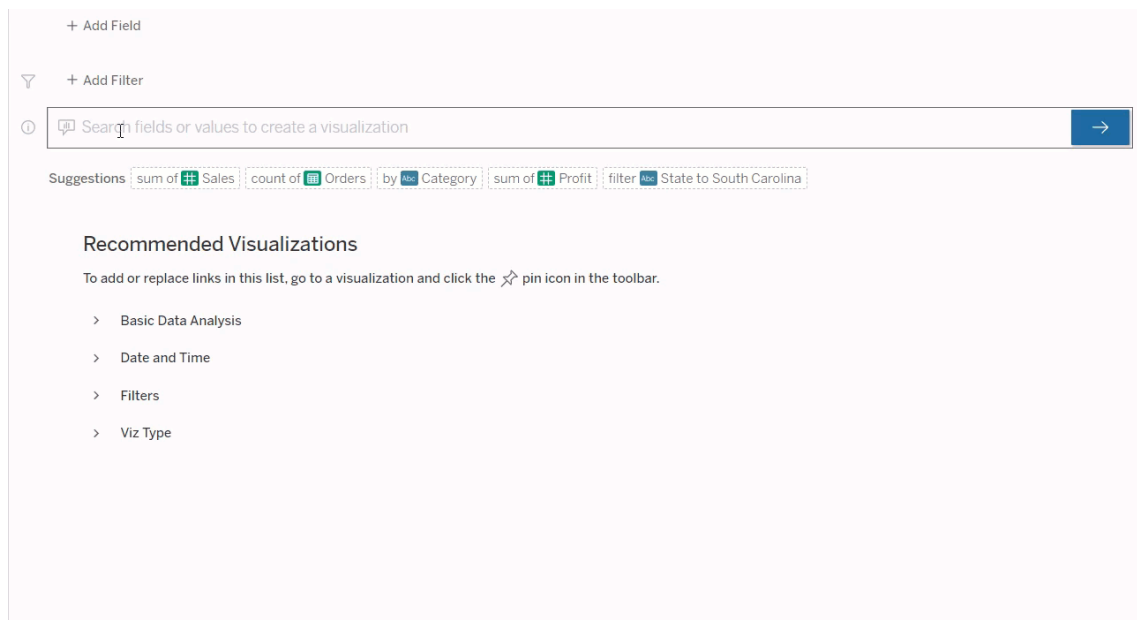 + Add Field
+ Add Filter
Search fields or values to create a visualization
Suggestions sum of Sales count of Orders by Abc Category sum of Profit filter Abc State to South Carolina
Recommended Visualizations
To add or replace links in this list, go to a visualization and click the pin icon in the toolbar.
Basic Data Analysis
Date and Time
Filters
Viz Type